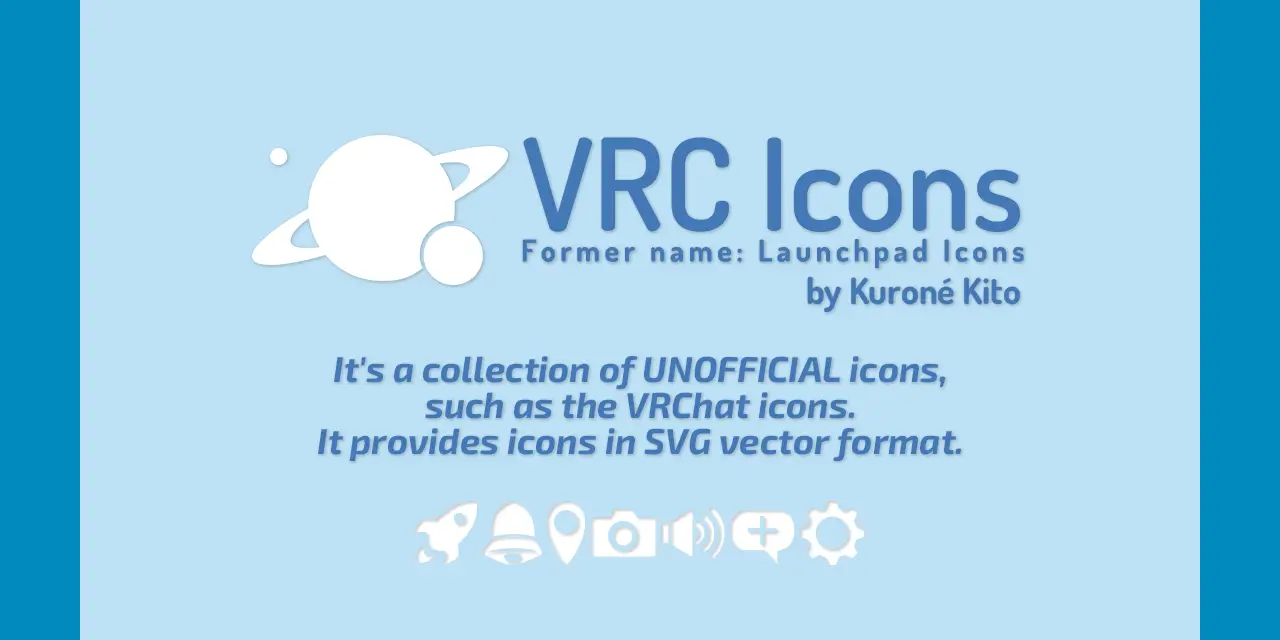 VRC Icons
Former name: Launchpad Icons
by Kuroné Kito
It's a collection of UNOFFICIAL icons,
such as the VRChat icons.
It provides icons in SVG vector format.